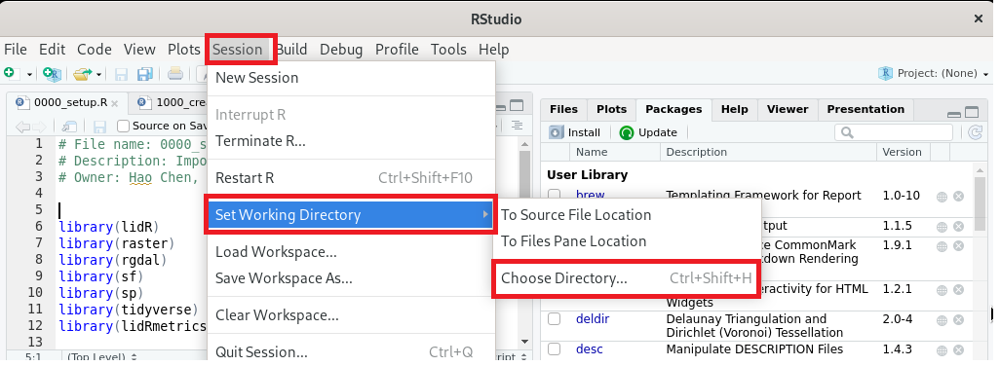 RStudio
File Edit Code View Plots Session Build Debug Profile Tools Help
Project: (None)
New Session
Interrupt R
Terminate R...
Restart R Ctrl+Shift+F10
Set Working Directory
Load Workspace...
Save Workspace As...
Clear Workspace...
Quit Session... Ctrl+Q
To Source File Location
To Files Pane Location
Choose Directory... Ctrl+Shift+H
0000_setup.R 1000_cre
Source on Sav
1 # File name: 0000_s
2 # Description: Impo
3 # Owner: Hao Chen,
4
5
6 library(lidR)
7 library(raster)
8 library(rgdal)
9 library(sf)
10 library(sp)
11 library(tidyverse)
12 library(lidRmetrics
13
5:1 (Top Level) cript
Files Plots Packages Help Viewer Presentation
Install Update
Name Description Version
User Library
brew Templating Framework for Report 1.0-10
tput 1.1.5
CommonMark 1.9.1
kdown Rendering
eractivity for HTML 1.2.1
Widgets
deldir Delaunay Triangulation and 2.0-4
Dirichlet (Voronoi) Tessellation
desc Manipulate DESCRIPTION Files 1.4.3